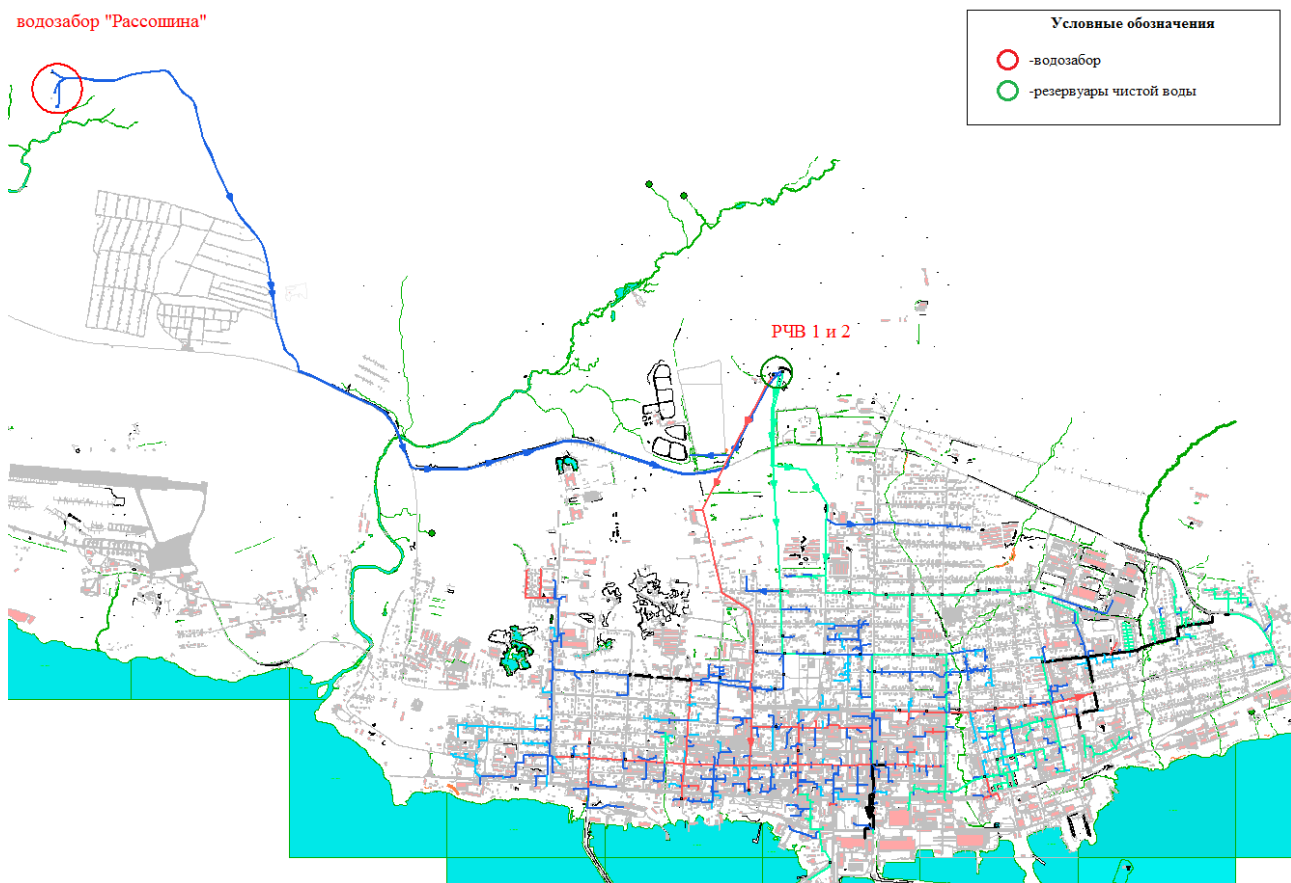 водозабор "Рассошина"
Условные обозначения
-водозабор
-резервуары чистой воды
РЧВ 1 и 2